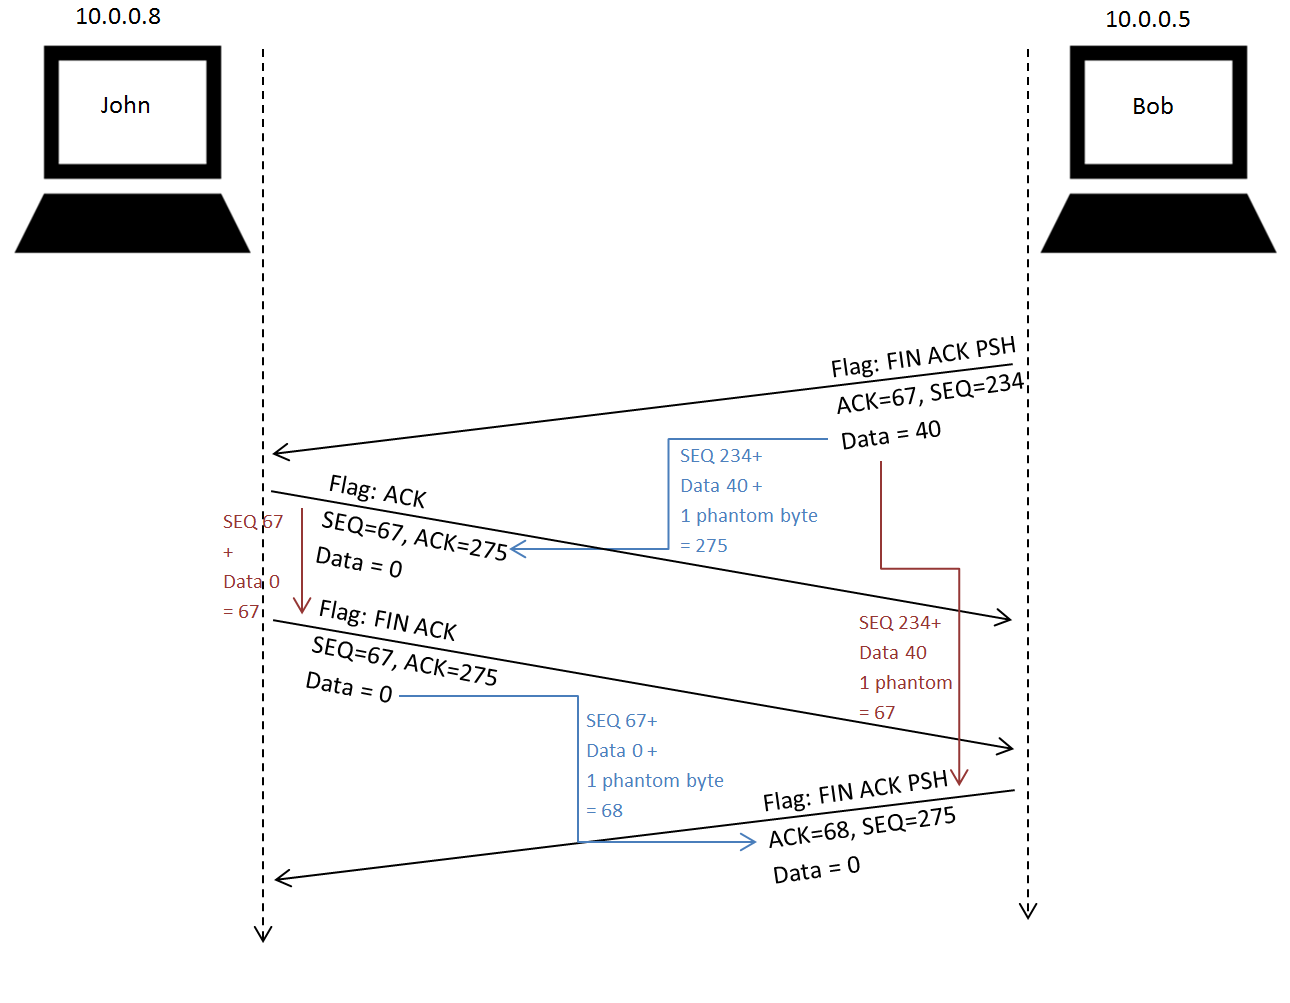 10.0.0.8
10.0.0.5
John
Bob
Flag: FIN ACK PSH
ACK=67, SEQ=234
Data = 40
SEQ 234+
Data 40 +
1 phantom byte
= 275
Flag: ACK
SEQ=67, ACK=275
Data = 0
SEQ 67
+
Data 0
= 67
Flag: FIN ACK
SEQ=67, ACK=275
Data = 0
SEQ 234+
Data 40
1 phantom
= 67
SEQ 67+
Data 0 +
1 phantom byte
= 68
Flag: FIN ACK PSH
ACK=68, SEQ=275
Data = 0